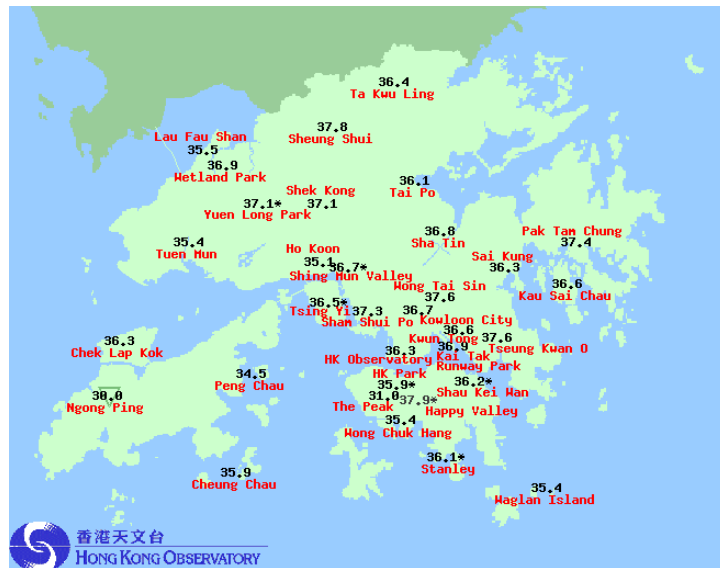 36.4
Ta Kwu Ling
37.8
Sheung Shui
Lau Fau Shan
35.5
36.9
Wetland Park
36.1
Tai Po
Shek Kong
37.1
37.1*
Yuen Long Park
36.8
Sha Tin
Pak Tam Chung
37.4
35.4
Tuen Mun
Ho Koon
35.1
36.7*
Shing Mun Valley
Sai Kung
36.3
Wong Tai Sin
37.6
36.6
Kau Sai Chau
36.5*
Tsing Yi
37.3
Sham Shui Po
36.7
Kowloon City
36.6
Kwun Tong
37.6
Tseung Kwan O
36.3
Chek Lap Kok
36.3
HK Observatory
36.9
Kai Tak
Runway Park
34.5
Peng Chau
HK Park
35.9*
36.2*
Shau Kei Wan
30.0
Ngong Ping
31.0
The Peak
37.9*
Happy Valley
35.4
Wong Chuk Hang
36.1*
Stanley
35.9
Cheung Chau
35.4
Waglan Island
香港天文台
HONG KONG OBSERVATORY